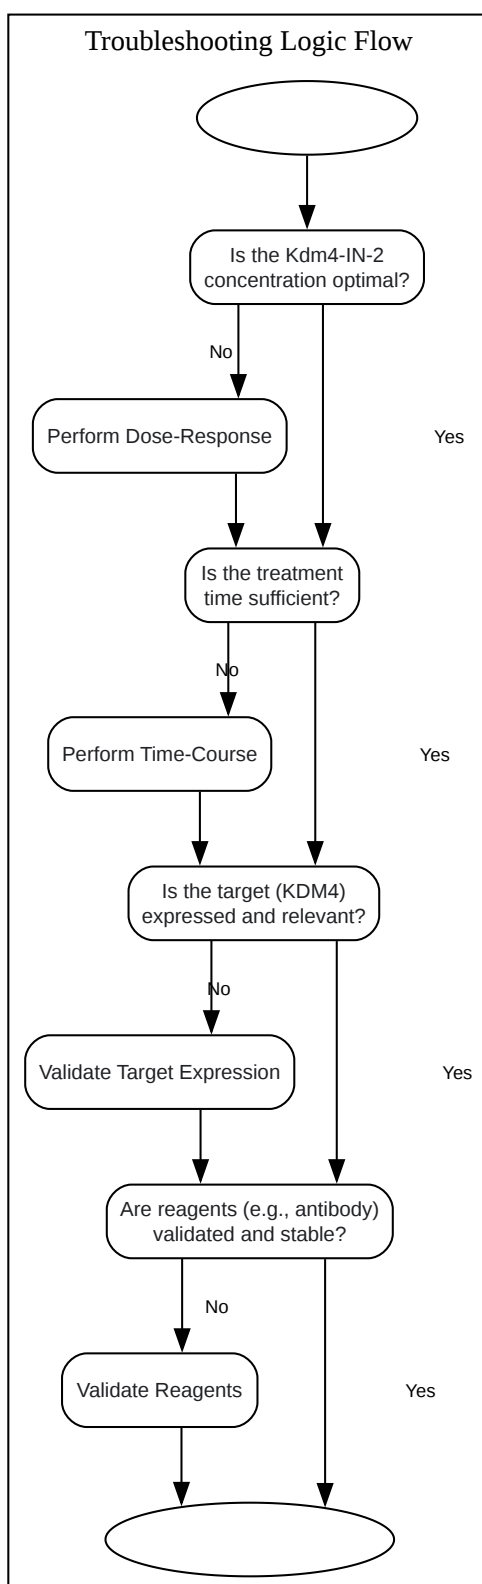 Troubleshooting Logic Flow
Is the Kdm4-IN-2
concentration optimal?
No
Perform Dose-Response
Yes
Is the treatment
time sufficient?
No
Perform Time-Course
Yes
Is the target (KDM4)
expressed and relevant?
No
Validate Target Expression
Yes
Are reagents (e.g., antibody)
validated and stable?
No
Validate Reagents
Yes